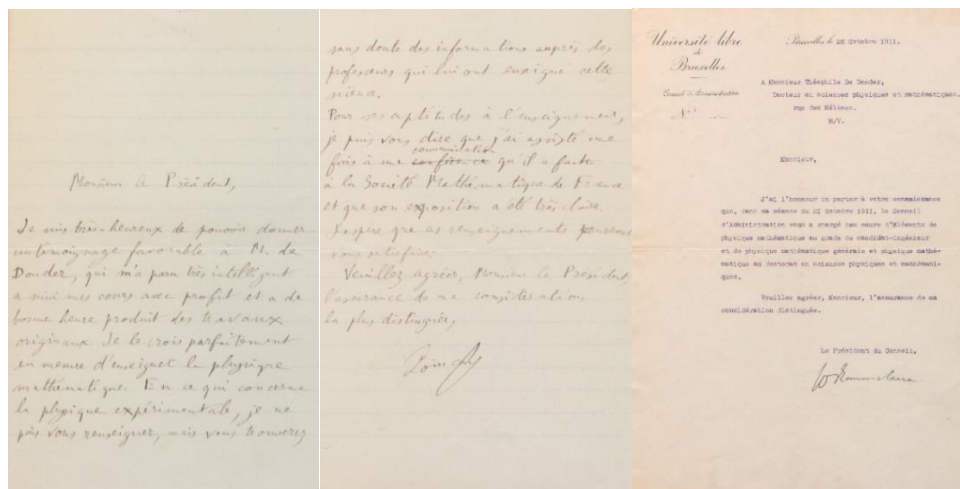 Monsieur le Président,
Je suis très heureux de pouvoir donner
un témoignage favorable à M. de
Donder, qui m'a paru très intelligent
a suivi mes cours avec profit et a de
bonne heure produit des travaux
originaux. Je le crois parfaitement
en mesure d'enseigner la physique
mathématique. En ce qui concerne
la physique expérimentale, je ne
puis vous renseigner, mais vous trouverez
sans doute des informations auprès des
professeurs qui lui ont enseigné cette
science.
Pour ses aptitudes à l'enseignement,
je puis vous dire que j'ai assisté une
communication
fois à une conférence qu'il a faite
à la Société Mathématique de France
et que son exposition a été très claire.
J'espère que ces renseignements pourront
vous satisfaire.
Veuillez agréer, Monsieur le Président,
l'assurance de ma considération
la plus distinguée,
Poincaré
Université libre
de
Bruxelles
Conseil d'Administration
N°
Bruxelles le 25 Octobre 1911.
A Monsieur Théophile De Donder,
Docteur en sciences physiques et mathématiques,
rue des Mélèzes.
E/V.
Monsieur,
J'ai l'honneur de porter à votre connaissance
que, dans sa séance du 21 Octobre 1911, le Conseil
d'Administration vous a chargé des cours d'Eléments de
physique mathématique au grade de candidat-ingénieur
et de physique mathématique générale et physique mathé-
matique au doctorat en sciences physiques et mathémati-
ques.
Veuillez agréer, Monsieur, l'assurance de ma
considération distinguée.
Le Président du Conseil,